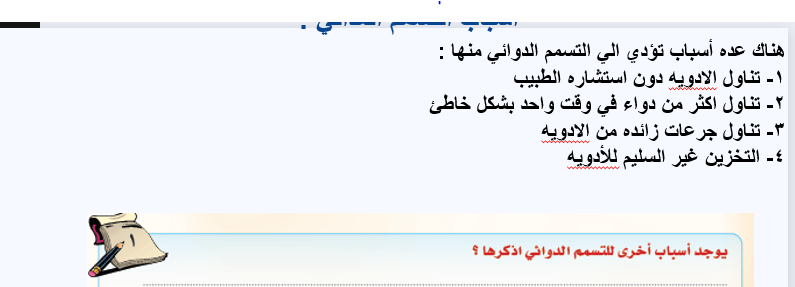 أسباب التسمم الدوائي :
هناك عده أسباب تؤدي الي التسمم الدوائي منها :
١- تناول الادويه دون استشاره الطبيب
٢- تناول اكثر من دواء في وقت واحد بشكل خاطئ
٣- تناول جرعات زائده من الادويه
٤- التخزين غير السليم للأدويه
١
يوجد أسباب أخرى للتسمم الدوائي اذكرها ؟